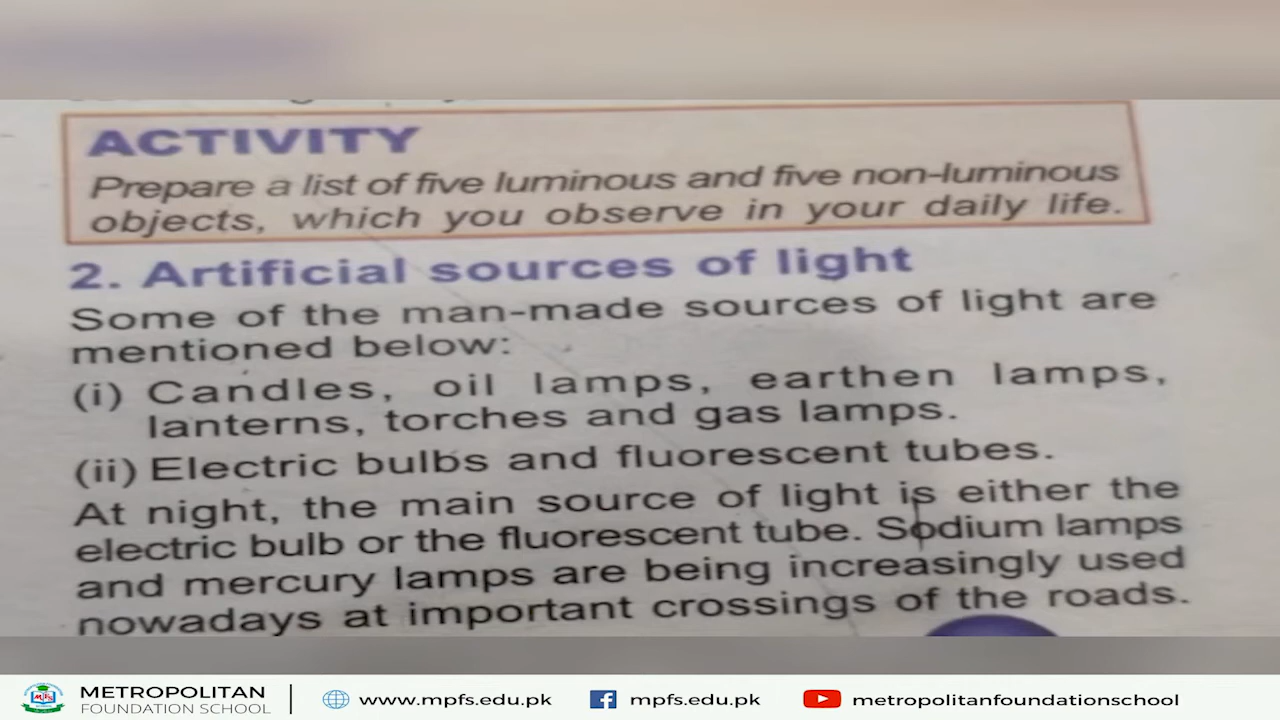 ACTIVITY
Prepare a list of five luminous and five non-luminous
objects, which you observe in your daily life.
2. Artificial sources of light
Some of the man-made sources of light are
mentioned below:
(i) Candles, oil lamps, earthen lamps,
lanterns, torches and gas lamps.
(ii) Electric bulbs and fluorescent tubes.
At night, the main source of light is either the
electric bulb or the fluorescent tube. Sodium lamps
and mercury lamps are being increasingly used
nowadays at important crossings of the roads.
METROPOLITAN
FOUNDATION SCHOOL
www.mpfs.edu.pk
mpfs.edu.pk
metropolitanfoundationschool